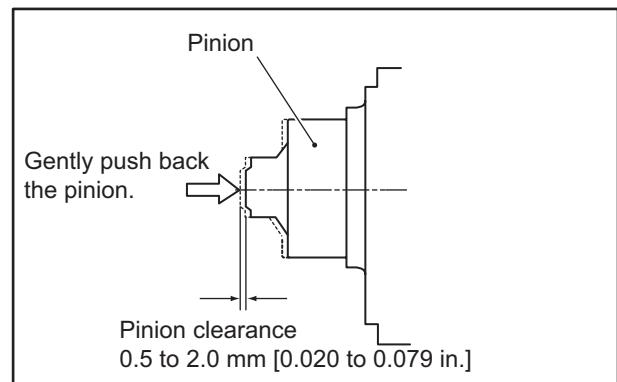 Pinion
Gently push back
the pinion.
Pinion clearance
0.5 to 2.0 mm [0.020 to 0.079 in.]